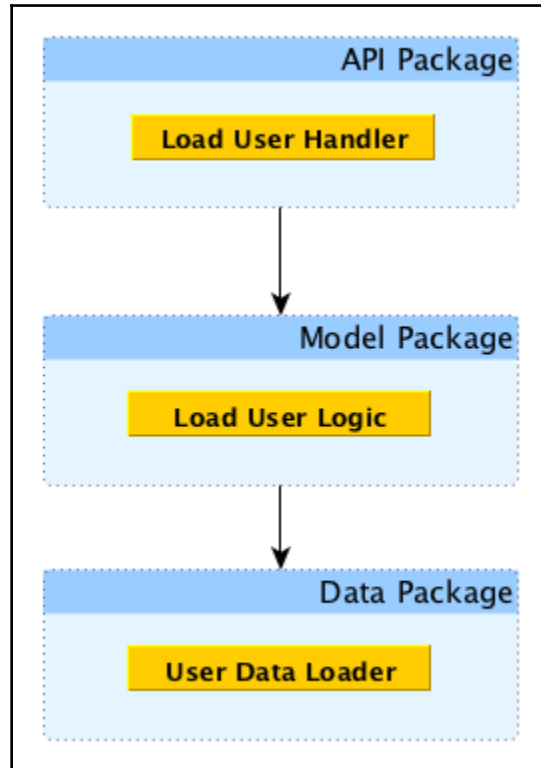 API Package
Load User Handler
Model Package
Load User Logic
Data Package
User Data Loader